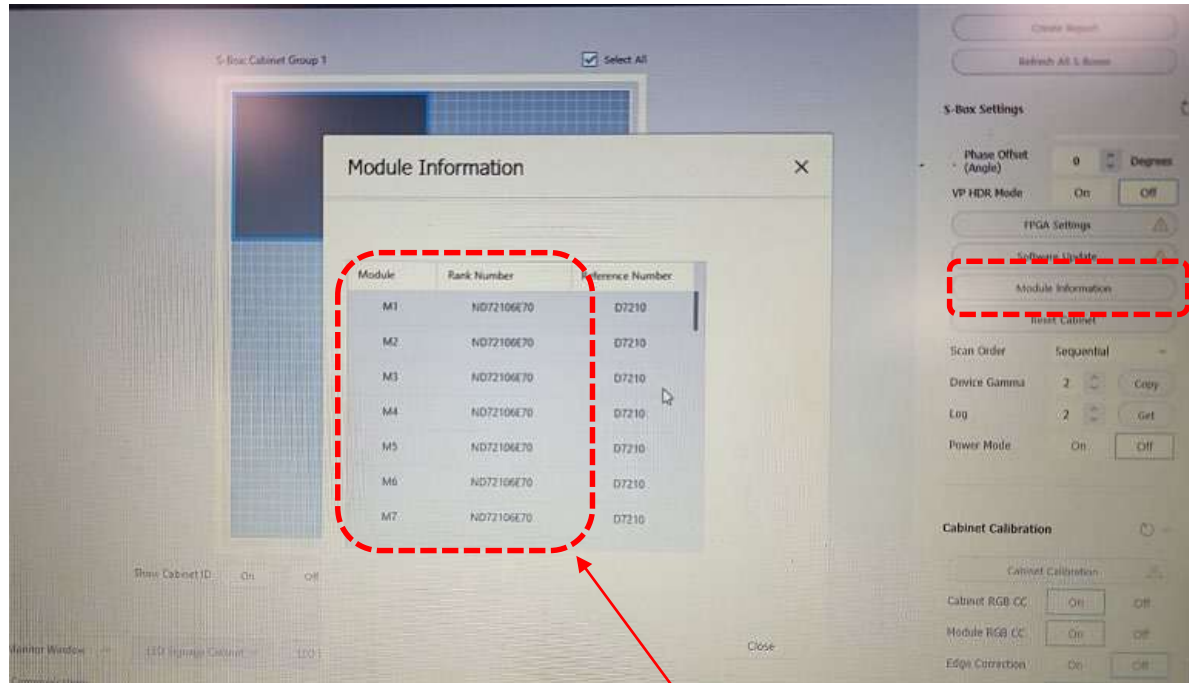 S-Box: Cabinet Group 1
Select All
Module Information
Module Rank Number Reference Number
M1 ND72106E70 D7210
M2 ND72106E70 D7210
M3 ND72106E70 D7210
M4 ND72106E70 D7210
M5 ND72106E70 D7210
M6 ND72106E70 D7210
M7 ND72106E70 D7210
Close
Show Cabinet ID On Off
Monitor Window LED Signage Cabinet
Create Report
Refresh All S-Boxes
S-Box Settings
Phase Offset
(Angle) 0 Degrees
VP HDR Mode On Off
FPGA Settings
Software Update
Module Information
Reset Cabinet
Scan Order Sequential
Device Gamma 2 Copy
Log 2 Get
Power Mode On Off
Cabinet Calibration
Cabinet Calibration
Cabinet RGB CC On Off
Module RGB CC On Off
Edge Correction On Off